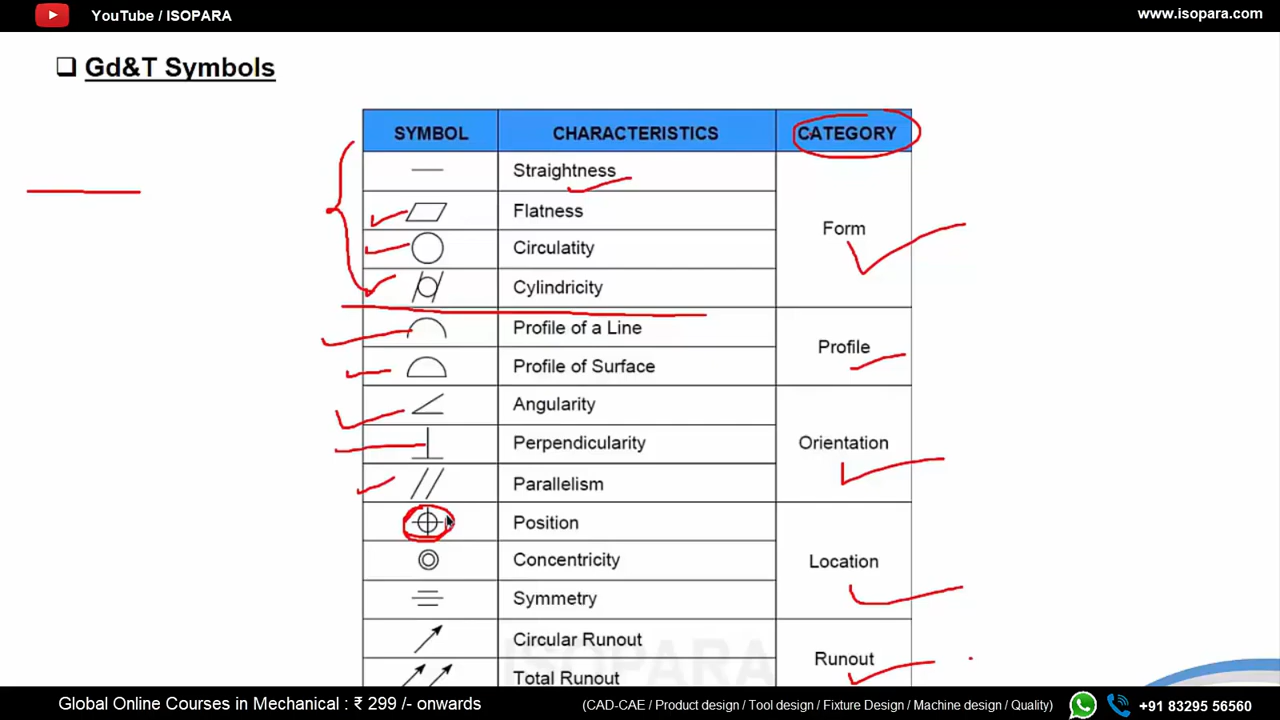 YouTube / ISOPARA
www.isopara.com
Gd&T Symbols
SYMBOL CHARACTERISTICS CATEGORY
Straightness
Flatness
Form
Circulatity
Cylindricity
Profile of a Line
Profile
Profile of Surface
Angularity
Perpendicularity Orientation
Parallelism
Position
Concentricity Location
Symmetry
Circular Runout
Runout
Total Runout
ISOPARA
Global Online Courses in Mechanical : ₹ 299 /- onwards
(CAD-CAE / Product design / Tool design / Fixture Design / Machine design / Quality)
+91 83295 56560